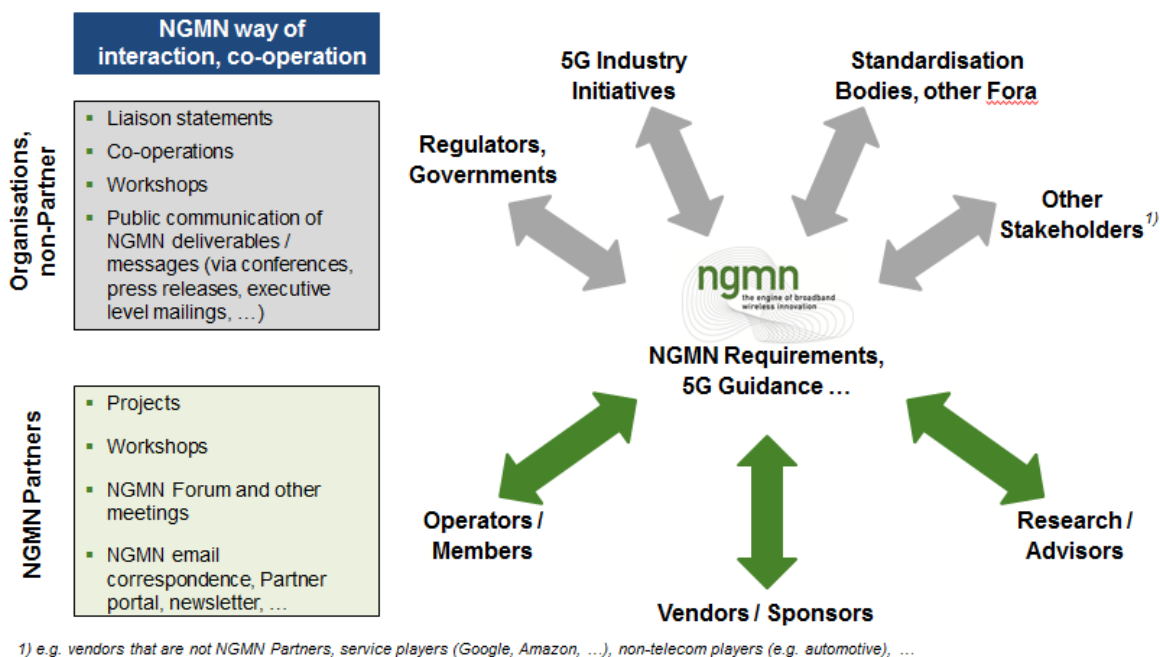 NGMN way of
interaction, co-operation
Organisations,
non-Partner
▪ Liaison statements
▪ Co-operations
▪ Workshops
▪ Public communication of
NGMN deliverables /
messages (via conferences,
press releases, executive
level mailings, …)
NGMN Partners
▪ Projects
▪ Workshops
▪ NGMN Forum and other
meetings
▪ NGMN email
correspondence, Partner
portal, newsletter, …
5G Industry
Initiatives
Standardisation
Bodies, other Fora
Regulators,
Governments
Other
Stakeholders1)
ngmn
the engine of broadband
wireless innovation
NGMN Requirements,
5G Guidance …
Operators /
Members
Vendors / Sponsors
Research /
Advisors
1) e.g. vendors that are not NGMN Partners, service players (Google, Amazon, …), non-telecom players (e.g. automotive), …